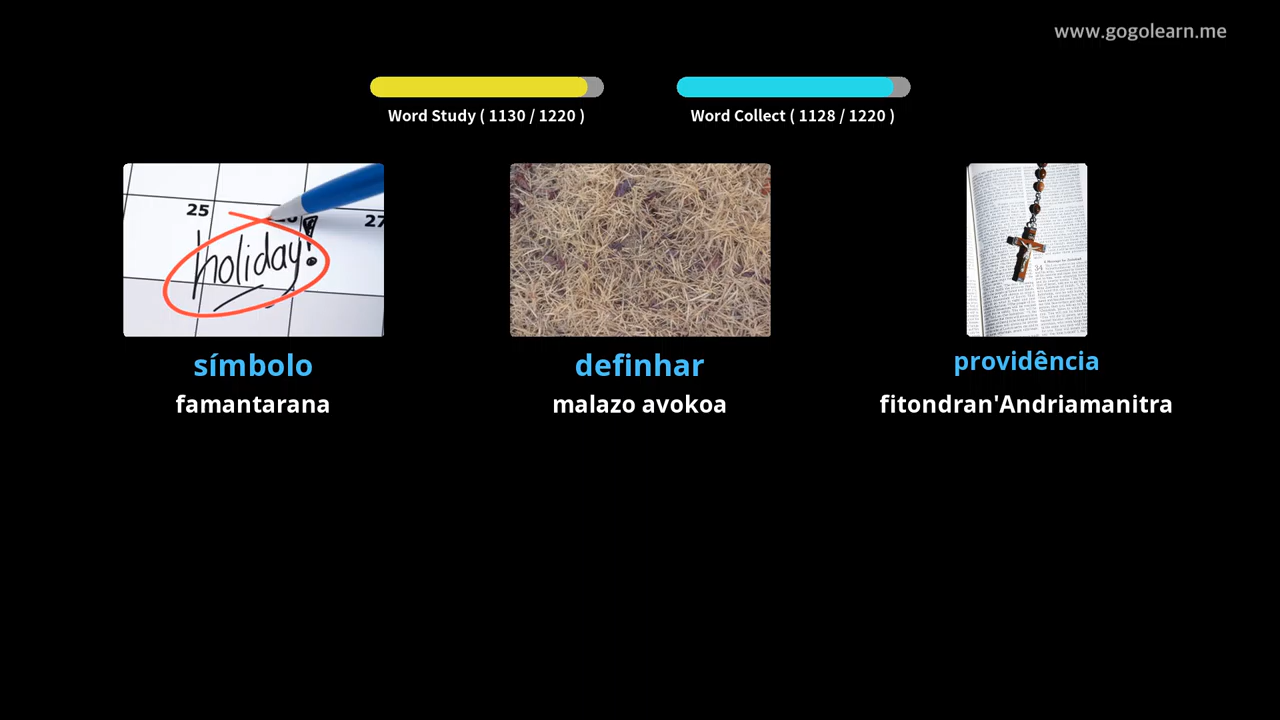 www.gogolearn.me
Word Study ( 1130 / 1220 )
Word Collect ( 1128 / 1220 )
25
27
holiday!
símbolo
definhar
providência
famantarana
malazo avokoa
fitondran'Andriamanitra